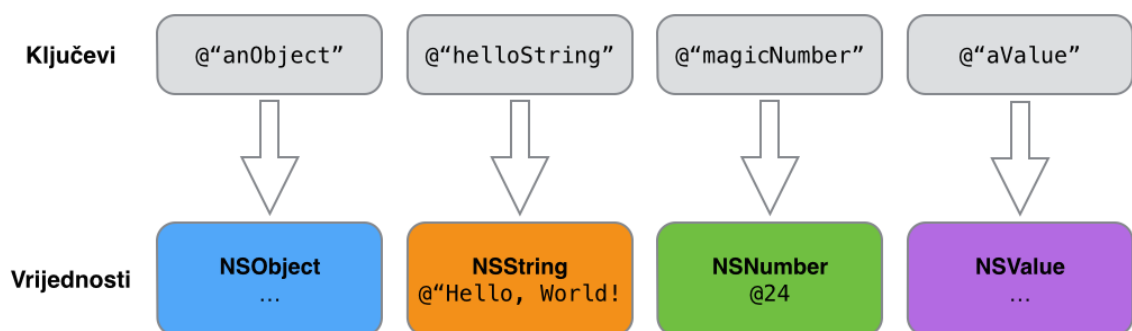 Ključevi
@“anObject”
@“helloString”
@“magicNumber”
@“aValue”
Vrijednosti
NSObject
...
NSString
@“Hello, World!
NSNumber
@24
NSValue
...